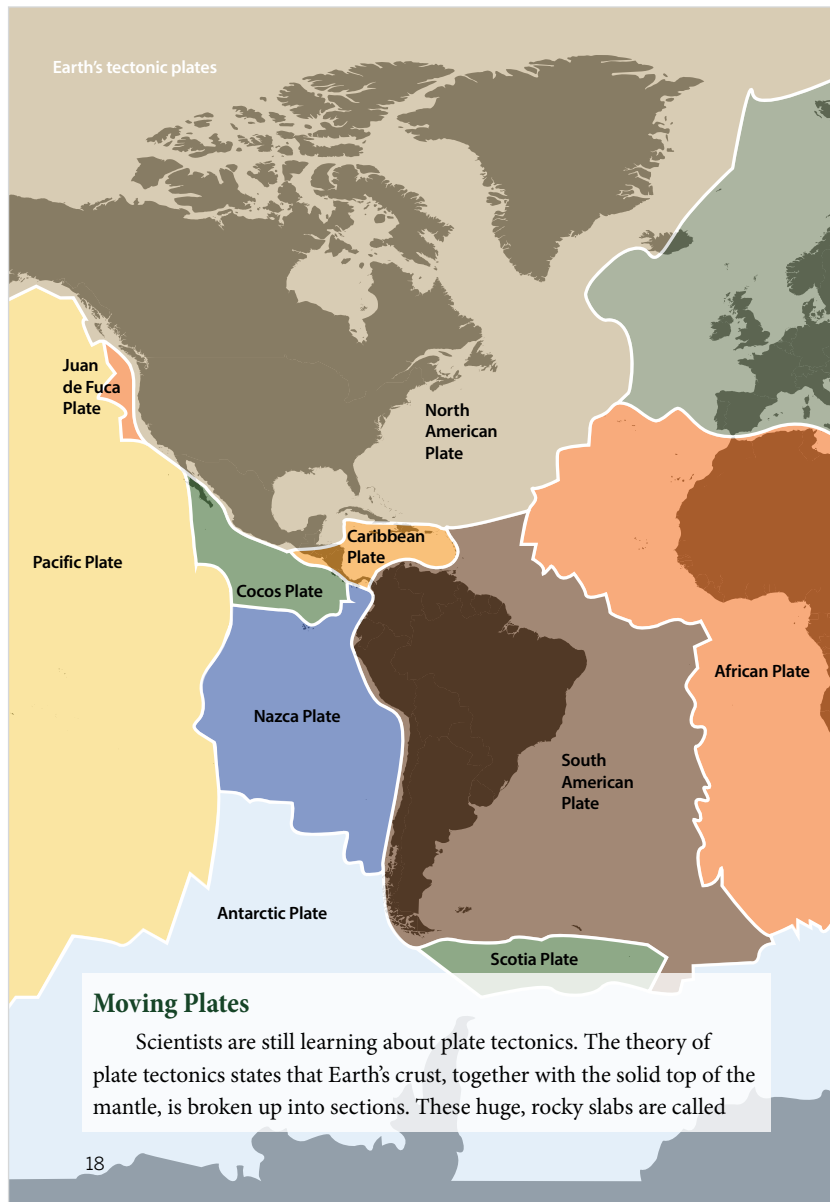 Earth's tectonic plates
Juan
de Fuca
Plate
North
American
Plate
Caribbean
Plate
Pacific Plate
Cocos Plate
African Plate
Nazca Plate
South
American
Plate
Antarctic Plate
Scotia Plate
Moving Plates
Scientists are still learning about plate tectonics. The theory of
plate tectonics states that Earth's crust, together with the solid top of the
mantle, is broken up into sections. These huge, rocky slabs are called
18